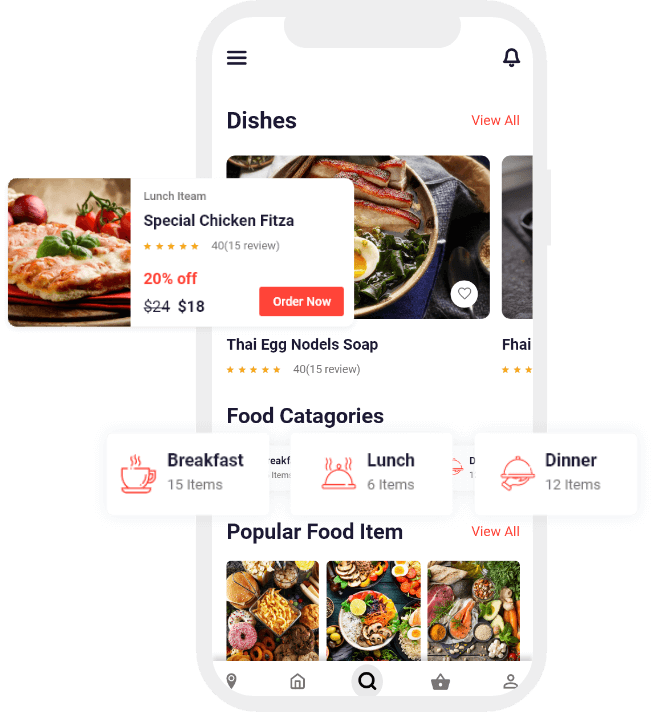 Dishes
View All
Lunch Iteam
Special Chicken Fitza
40(15 review)
20% off
$24 $18
Order Now
Thai Egg Nodels Soap
40(15 review)
Fhai
Food Catagories
Breakfast
15 Items
Lunch
6 Items
Dinner
12 Items
Popular Food Item
View All